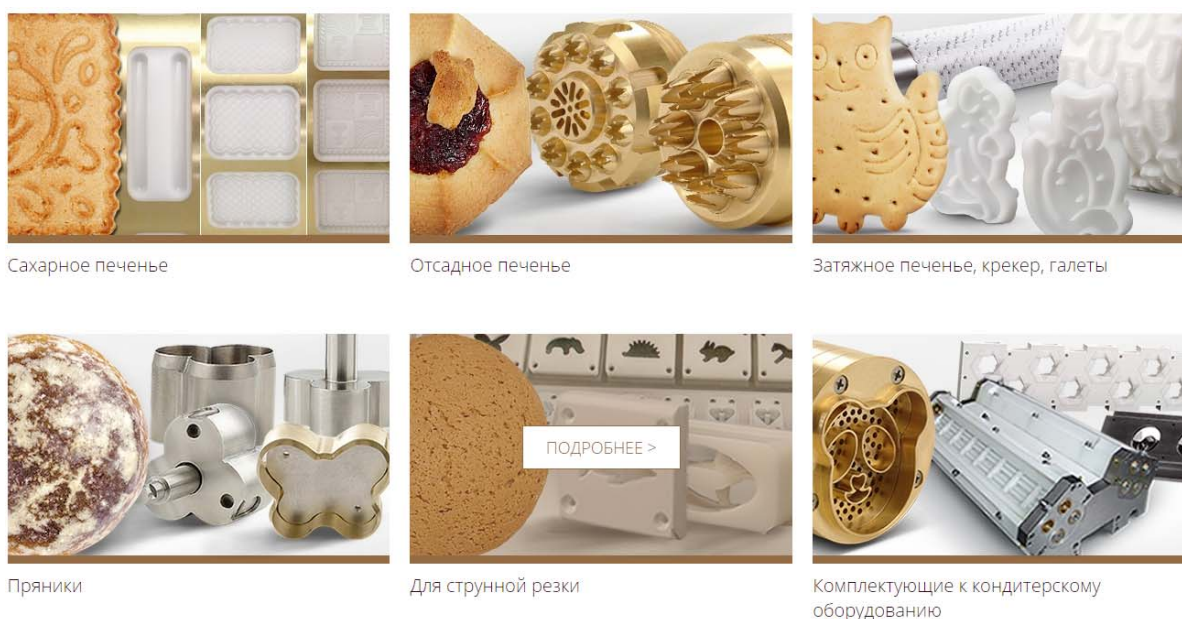 Сахарное печенье
Отсадное печенье
Затяжное печенье, крекер, галеты
ПОДРОБНЕЕ >
Пряники
Для струнной резки
Комплектующие к кондитерскому
оборудованию